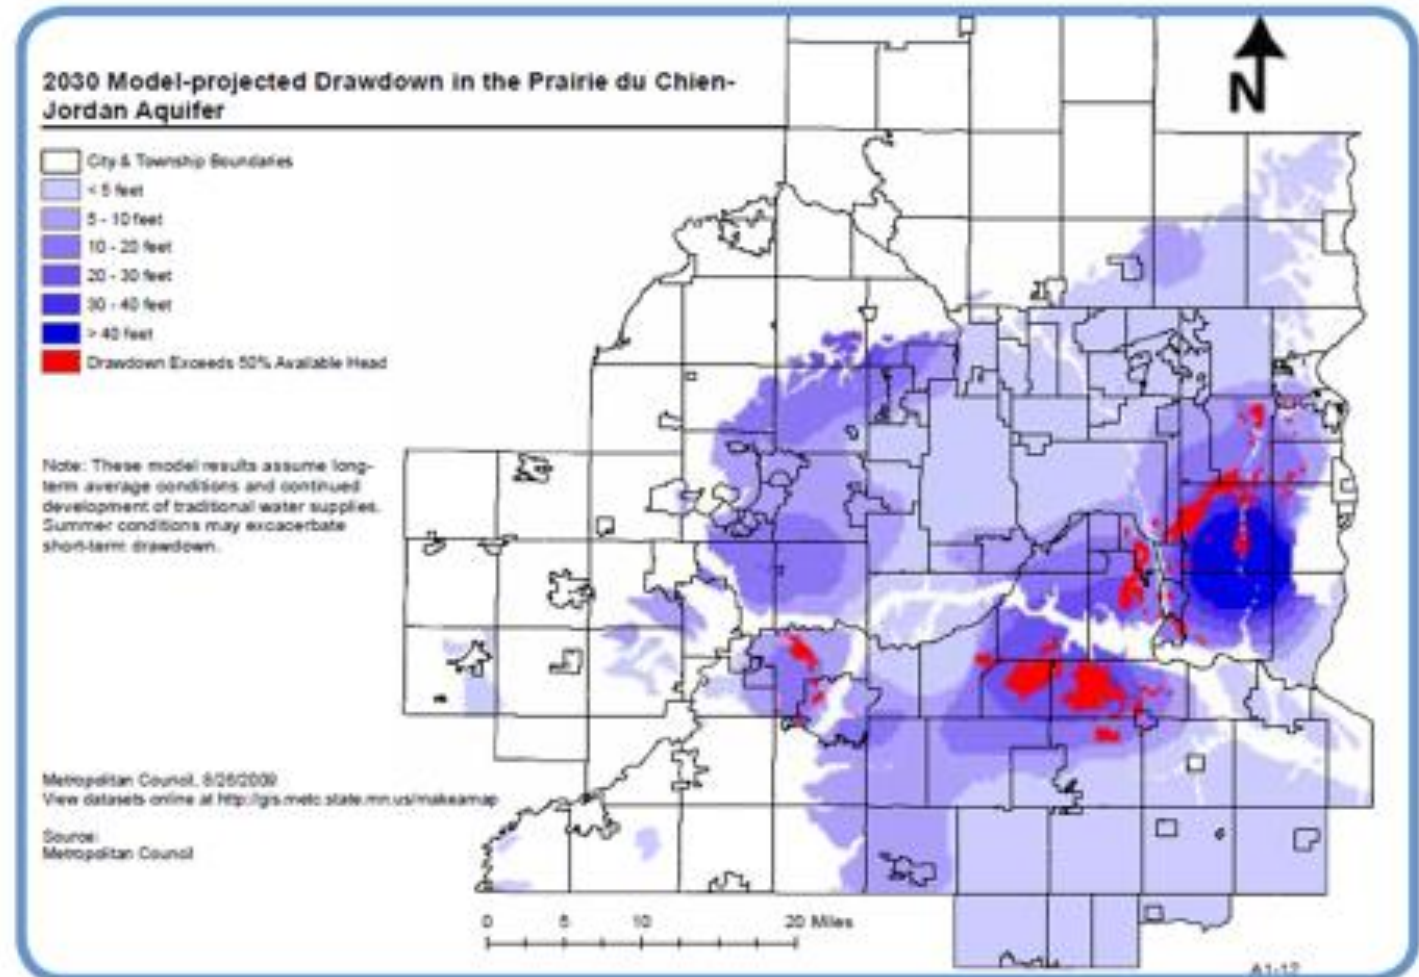 2030 Model-projected Drawdown in the Prairie du Chien-
Jordan Aquifer
N
City & Township Boundaries
< 5 feet
5 - 10 feet
10 - 20 feet
20 - 30 feet
30 - 40 feet
> 40 feet
Drawdown Exceeds 50% Available Head
Note: These model results assume long-
term average conditions and continued
development of traditional water supplies.
Summer conditions may excacerbate
short-term drawdown.
Metropolitan Council, 8/26/2009
View datasets online at http://gis.metc.state.mn.us/makeamap
Source:
Metropolitan Council
0 5 10 20 Miles